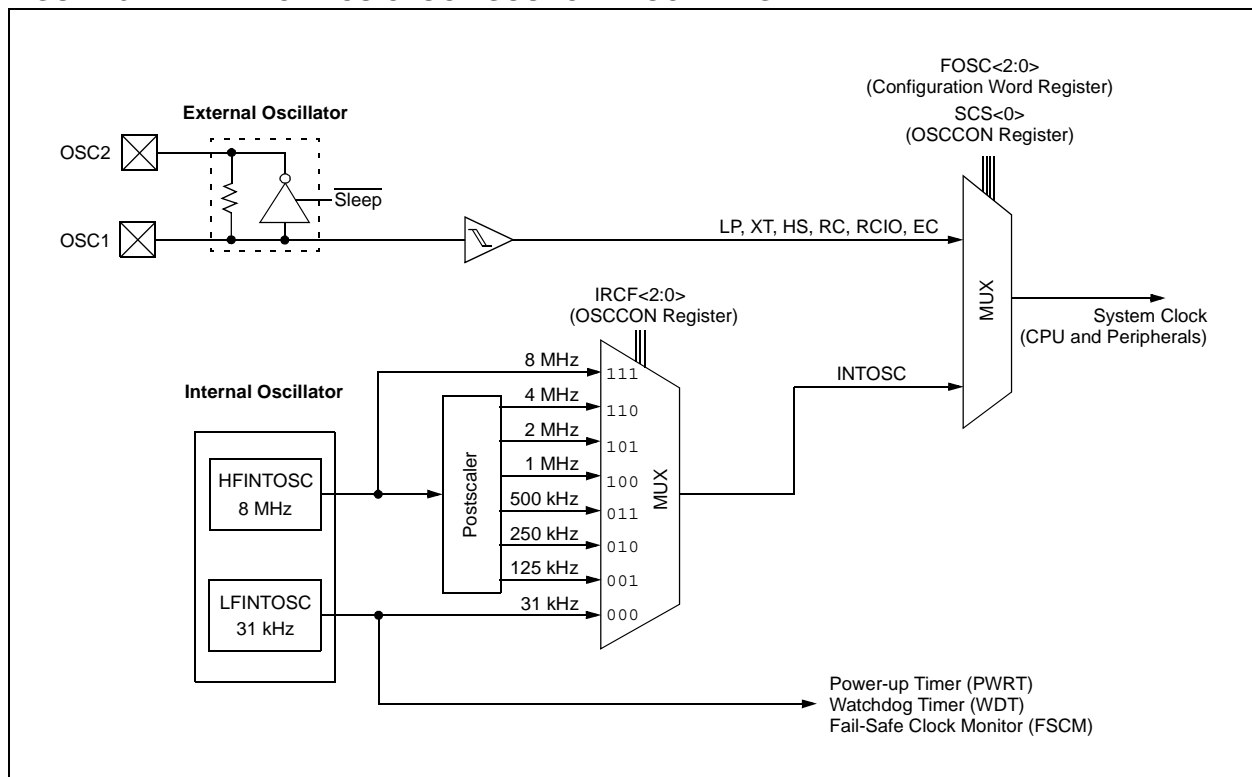 FOSC<2:0>
(Configuration Word Register)
SCS<0>
(OSCCON Register)
External Oscillator
OSC2
Sleep
OSC1
LP, XT, HS, RC, RCIO, EC
IRCF<2:0>
(OSCCON Register)
MUX
System Clock
(CPU and Peripherals)
8 MHz
111
INTOSC
Internal Oscillator
4 MHz
110
2 MHz
101
1 MHz
100
HFINTOSC
8 MHz
Postscaler
MUX
500 kHz
011
250 kHz
010
125 kHz
001
LFINTOSC
31 kHz
31 kHz
000
Power-up Timer (PWRT)
Watchdog Timer (WDT)
Fail-Safe Clock Monitor (FSCM)